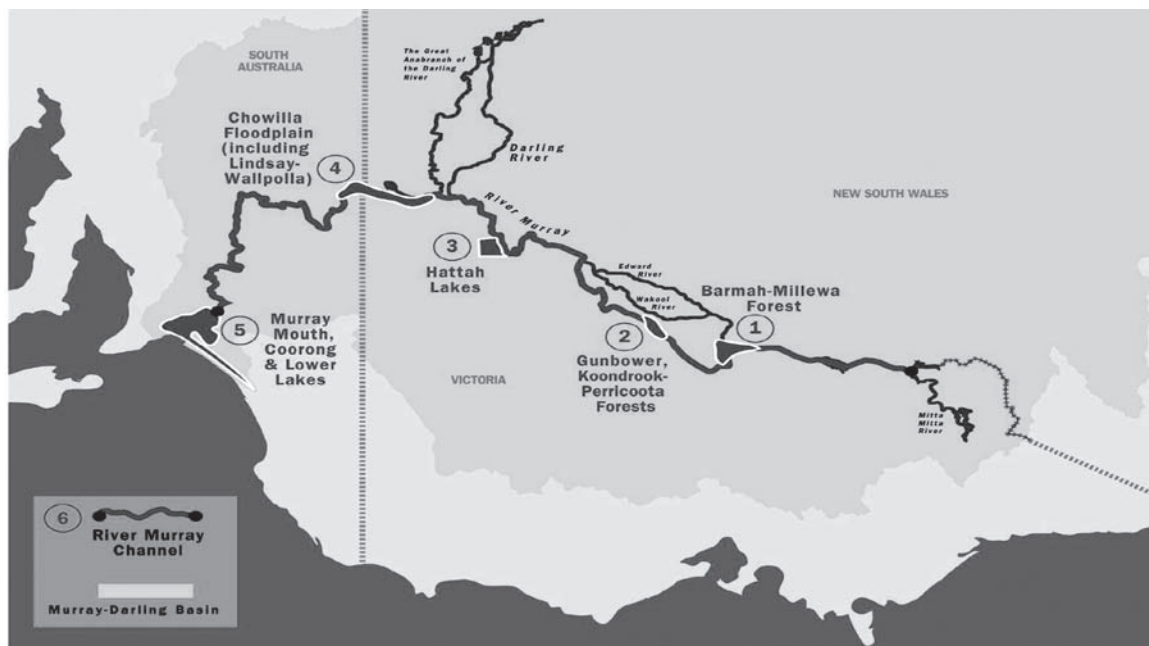 The Great
Anabranch of
the Darling
River
SOUTH
AUSTRALIA
Chowilla
Floodplain
(including
Lindsay-
Wallpolla)
4
Darling
River
River Murray
NEW SOUTH WALES
3
Hattah
Lakes
Edward
River
Wakool
River
Barmah-Millewa
Forest
1
2
Gunbower,
Koondrook-
Perricoota
Forests
5
Murray
Mouth,
Coorong
& Lower
Lakes
VICTORIA
Mitta
Mitta
River
6
River Murray
Channel
Murray-Darling Basin